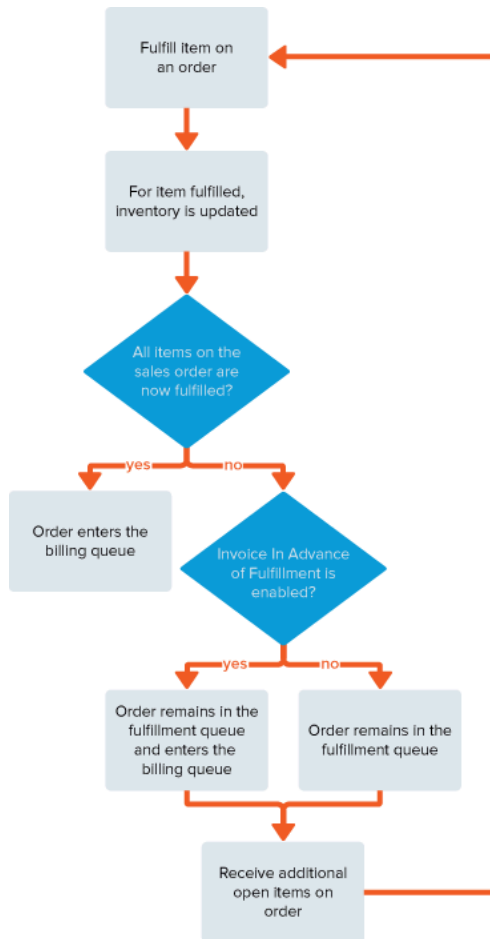 Fulfill item on
an order
For item fulfilled,
inventory is updated
All items on the
sales order are
now fulfilled?
yes
no
Order enters the
billing queue
Invoice In Advance
of Fulfillment is
enabled?
yes
no
Order remains in the
fulfillment queue
and enters the
billing queue
Order remains in the
fulfillment queue
Receive additional
open items on
order